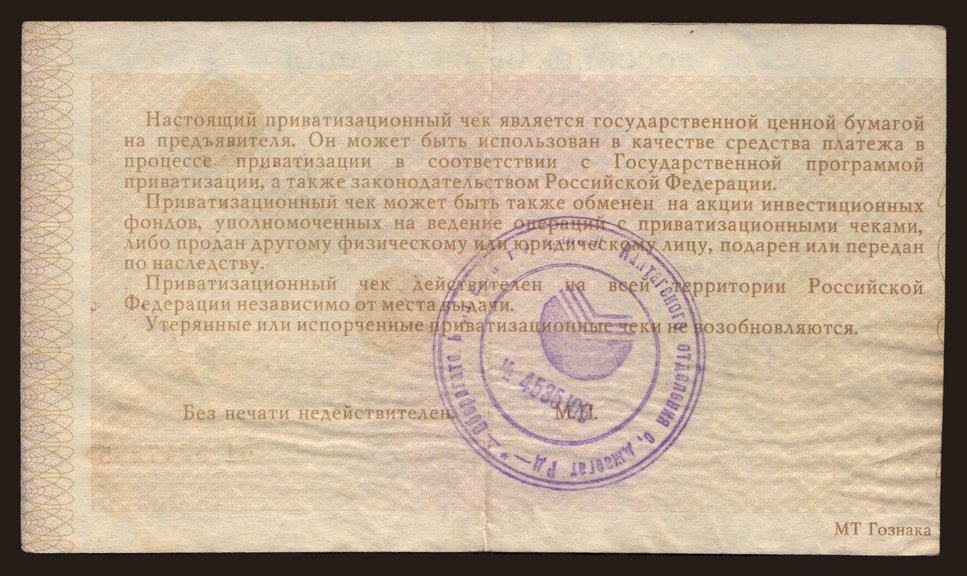 Настоящий приватизационный чек является государственной ценной бумагой
на предъявителя. Он может быть использован в качестве средства платежа в
процессе приватизации в соответствии с Государственной программой
приватизации, а также законодательством Российской Федерации.
Приватизационный чек может быть также обменен на акции инвестиционных
фондов, уполномоченных на ведение операций с приватизационными чеками,
либо продан другому физическому или юридическому лицу, подарен или передан
по наследству.
Приватизационный чек действителен на всей территории Российской
Федерации независимо от места выдачи.
Утерянные или испорченные приватизационные чеки не возобновляются.
Без печати недействителен.
М.П.
отделения с.
№ 4535/00
МТ Гознака